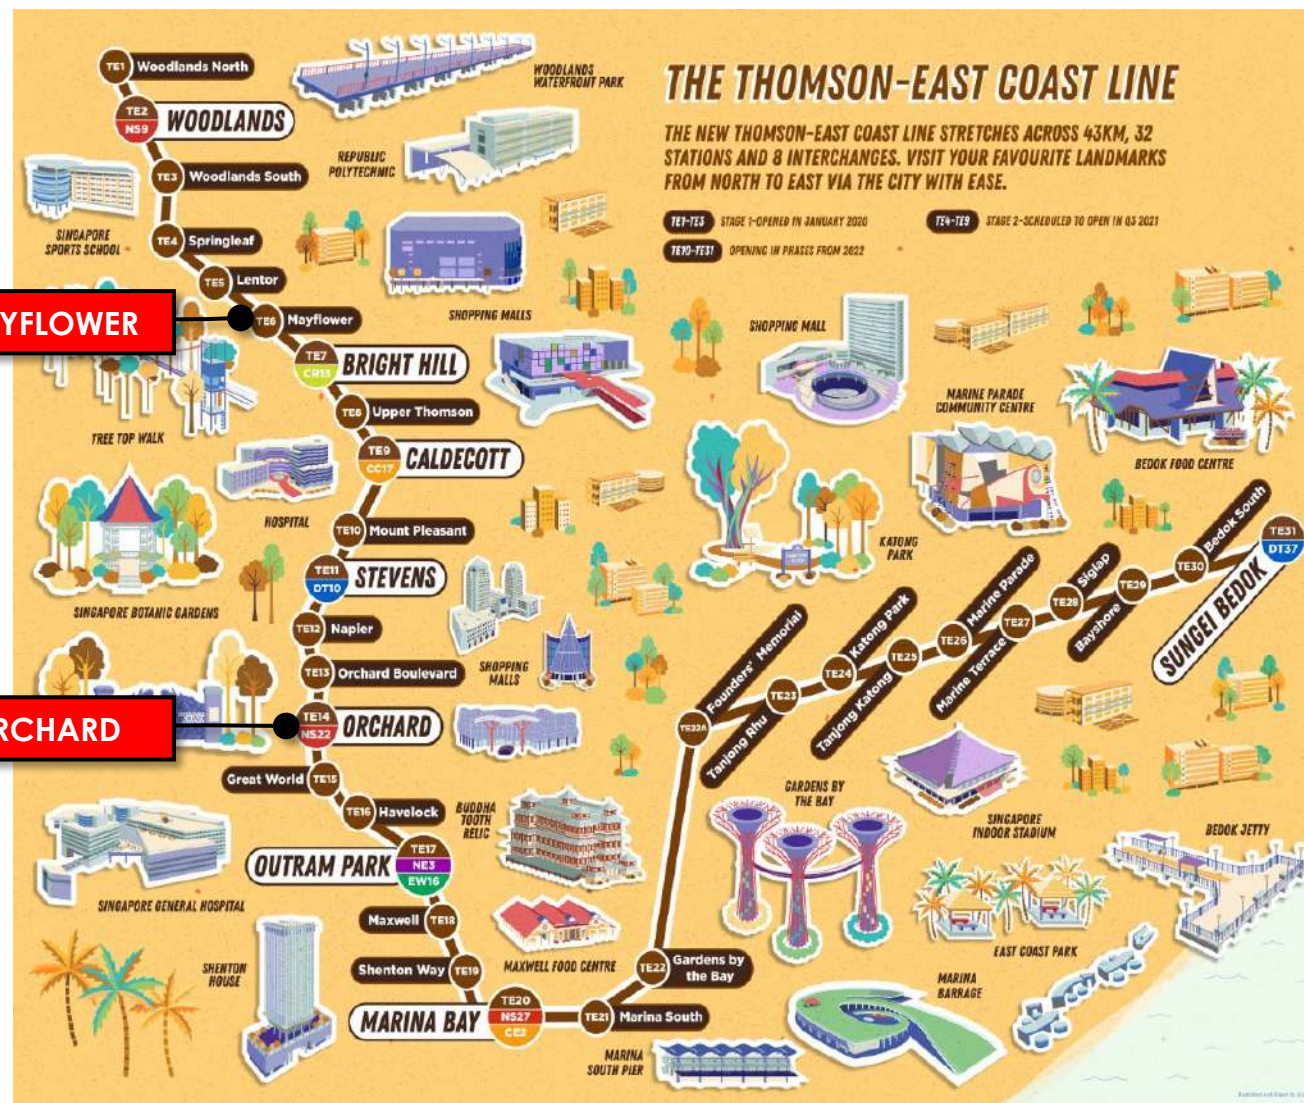 THE THOMSON-EAST COAST LINE
THE NEW THOMSON-EAST COAST LINE STRETCHES ACROSS 43KM, 32
STATIONS AND 8 INTERCHANGES. VISIT YOUR FAVOURITE LANDMARKS
FROM NORTH TO EAST VIA THE CITY WITH EASE.
TE1-TE3 STAGE 1-OPENED IN JANUARY 2020
TE4-TE9 STAGE 2-SCHEDULED TO OPEN IN Q3 2021
TE10-TE31 OPENING IN PHASES FROM 2022
TE1 Woodlands North
WOODLANDS
WATERFRONT PARK
TE2
NS9
WOODLANDS
REPUBLIC
POLYTECHNIC
TE3 Woodlands South
SINGAPORE
SPORTS SCHOOL
TE4 Springleaf
TE5 Lentor
YFLOWER
TE6 Mayflower
SHOPPING MALLS
SHOPPING MALL
TE7
CR13
BRIGHT HILL
TE8 Upper Thomson
MARINE PARADE
COMMUNITY CENTRE
TREE TOP WALK
TE9
CC17
CALDECOTT
BEDOK FOOD CENTRE
HOSPITAL
TE10 Mount Pleasant
KATONG
PARK
TE11
DT10
STEVENS
SINGAPORE BOTANIC GARDENS
TE12 Napier
TE13 Orchard Boulevard
SHOPPING
MALLS
RCHARD
TE14
NS22
ORCHARD
Great World TE15
TE16 Havelock
BUDDHA
TOOTH
RELIC
TE17
NE3
EW16
OUTRAM PARK
SINGAPORE GENERAL HOSPITAL
Maxwell TE18
MAXWELL FOOD CENTRE
Shenton Way TE19
SHENTON
HOUSE
TE20
NS27
CE2
MARINA BAY
TE21 Marina South
MARINA
SOUTH PIER
TE22 Gardens by
the Bay
GARDENS BY
THE BAY
MARINA
BARRAGE
TE22A Founders' Memorial
TE23 Tanjong Rhu
TE24 Katong Park
TE25 Tanjong Katong
TE26 Marine Parade
TE27 Marine Terrace
TE28 Siglap
TE29 Bayshore
TE30 Bedok South
TE31
DT37
SUNGEI BEDOK
SINGAPORE
INDOOR STADIUM
BEDOK JETTY
EAST COAST PARK